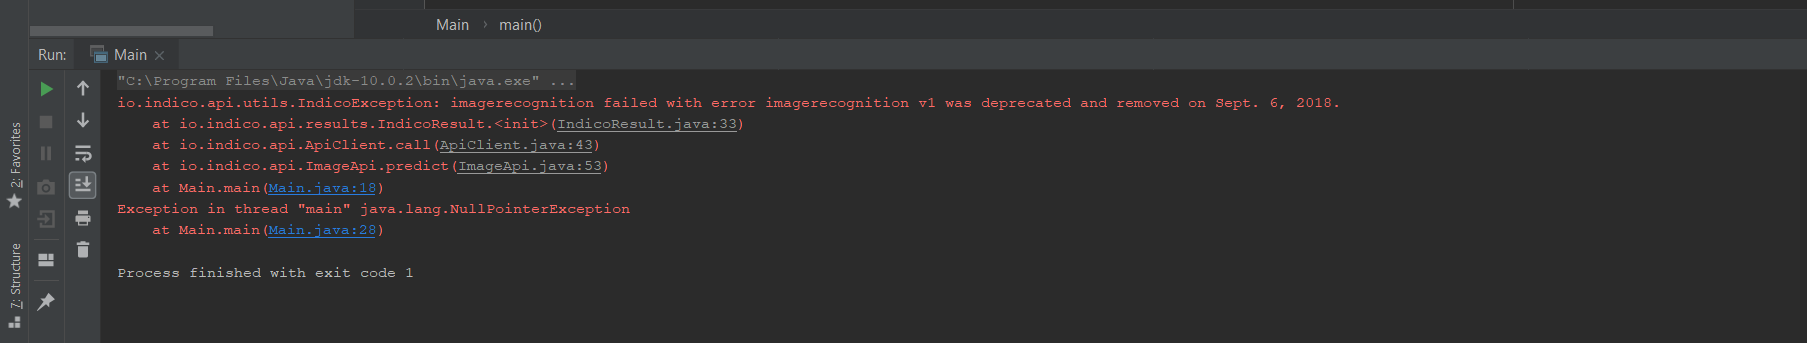 Main › main()
Run: Main
"C:\Program Files\Java\jdk-10.0.2\bin\java.exe" ...
io.indico.api.utils.IndicoException: imagerecognition failed with error imagerecognition v1 was deprecated and removed on Sept. 6, 2018.
at io.indico.api.results.IndicoResult.<init>(IndicoResult.java:33)
at io.indico.api.ApiClient.call(ApiClient.java:43)
at io.indico.api.ImageApi.predict(ImageApi.java:53)
at Main.main(Main.java:18)
Exception in thread "main" java.lang.NullPointerException
at Main.main(Main.java:28)
Process finished with exit code 1
2: Favorites
7: Structure